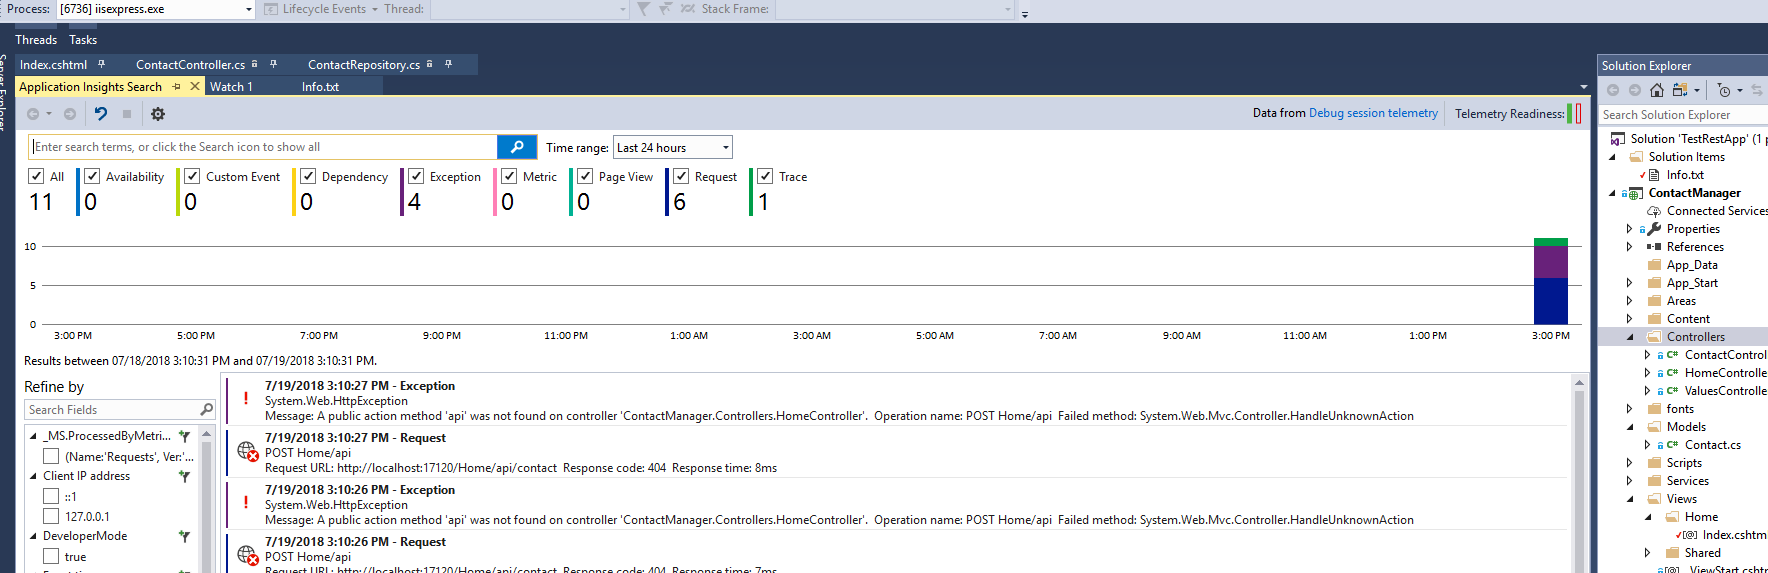 Process: [6736] iisexpress.exe Lifecycle Events Thread: Stack Frame:
Threads Tasks
Server Explorer
Index.cshtml ContactController.cs ContactRepository.cs
Application Insights Search Watch 1 Info.txt
Data from Debug session telemetry Telemetry Readiness:
Enter search terms, or click the Search icon to show all Time range: Last 24 hours
All Availability Custom Event Dependency Exception Metric Page View Request Trace
11 0 0 0 4 0 0 6 1
10
5
0
3:00 PM 5:00 PM 7:00 PM 9:00 PM 11:00 PM 1:00 AM 3:00 AM 5:00 AM 7:00 AM 9:00 AM 11:00 AM 1:00 PM 3:00 PM
Results between 07/18/2018 3:10:31 PM and 07/19/2018 3:10:31 PM.
Refine by
Search Fields
_MS.ProcessedByMetri...
(Name:'Requests', Ver:'...
Client IP address
::1
127.0.0.1
DeveloperMode
true
7/19/2018 3:10:27 PM - Exception
System.Web.HttpException
Message: A public action method 'api' was not found on controller 'ContactManager.Controllers.HomeController'. Operation name: POST Home/api Failed method: System.Web.Mvc.Controller.HandleUnknownAction
7/19/2018 3:10:27 PM - Request
POST Home/api
Request URL: http://localhost:17120/Home/api/contact Response code: 404 Response time: 8ms
7/19/2018 3:10:26 PM - Exception
System.Web.HttpException
Message: A public action method 'api' was not found on controller 'ContactManager.Controllers.HomeController'. Operation name: POST Home/api Failed method: System.Web.Mvc.Controller.HandleUnknownAction
7/19/2018 3:10:26 PM - Request
POST Home/api
Request URL: http://localhost:17120/Home/api/contact Response code: 404 Response time: 7ms
Solution Explorer
Search Solution Explorer
Solution 'TestRestApp' (1 p
Solution Items
Info.txt
ContactManager
Connected Services
Properties
References
App_Data
App_Start
Areas
Content
Controllers
ContactControl
HomeControlle
ValuesControlle
fonts
Models
Contact.cs
Scripts
Services
Views
Home
Index.cshtm
Shared
_ViewStart.cshtm